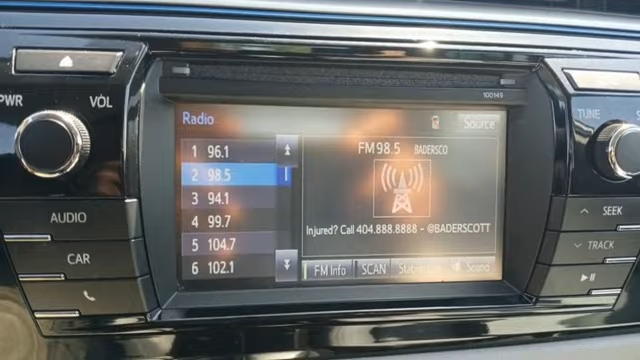 100149
PWR VOL
TUNE
Radio
Source
1 96.1
2 98.5
3 94.1
4 99.7
5 104.7
6 102.1
FM 98.5 BADERSCO
Injured? Call 404.888.8888 - @BADERSCOTT
FM Info SCAN Sound
AUDIO
CAR
SEEK
TRACK